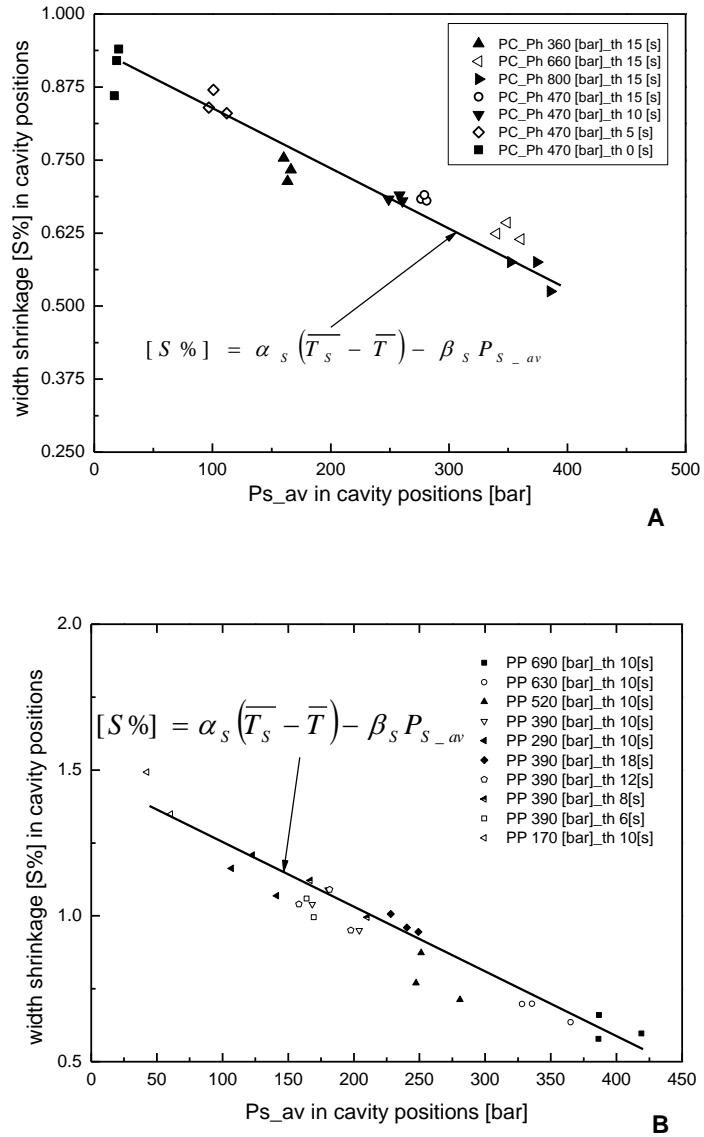 1.000
0.875
0.750
0.625
0.500
0.375
0.250
width shrinkage [S%] in cavity positions
PC_Ph 360 [bar]_th 15 [s]
PC_Ph 660 [bar]_th 15 [s]
PC_Ph 800 [bar]_th 15 [s]
PC_Ph 470 [bar]_th 15 [s]
PC_Ph 470 [bar]_th 10 [s]
PC_Ph 470 [bar]_th 5 [s]
PC_Ph 470 [bar]_th 0 [s]
[S %] = α_S (T̅_S̅ − T̅) − β_S P_S_av
0 100 200 300 400 500
Ps_av in cavity positions [bar]
A
2.0
1.5
1.0
0.5
width shrinkage [S%] in cavity positions
PP 690 [bar]_th 10[s]
PP 630 [bar]_th 10[s]
PP 520 [bar]_th 10[s]
PP 390 [bar]_th 10[s]
PP 290 [bar]_th 10[s]
PP 390 [bar]_th 18[s]
PP 390 [bar]_th 12[s]
PP 390 [bar]_th 8[s]
PP 390 [bar]_th 6[s]
PP 170 [bar]_th 10[s]
[S%] = α_S (T̅_S̅ − T̅) − β_S P_S_av
0 50 100 150 200 250 300 350 400 450
Ps_av in cavity positions [bar]
B